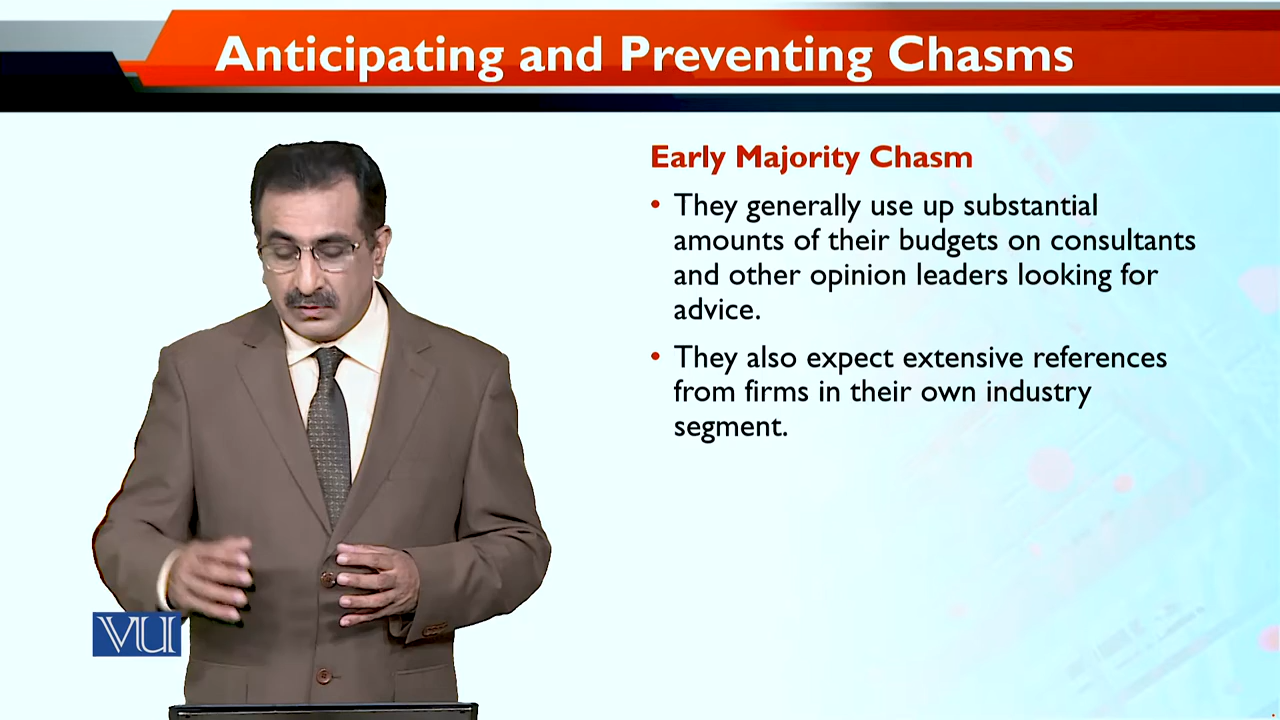 Anticipating and Preventing Chasms
Early Majority Chasm
• They generally use up substantial
amounts of their budgets on consultants
and other opinion leaders looking for
advice.
• They also expect extensive references
from firms in their own industry
segment.
VU